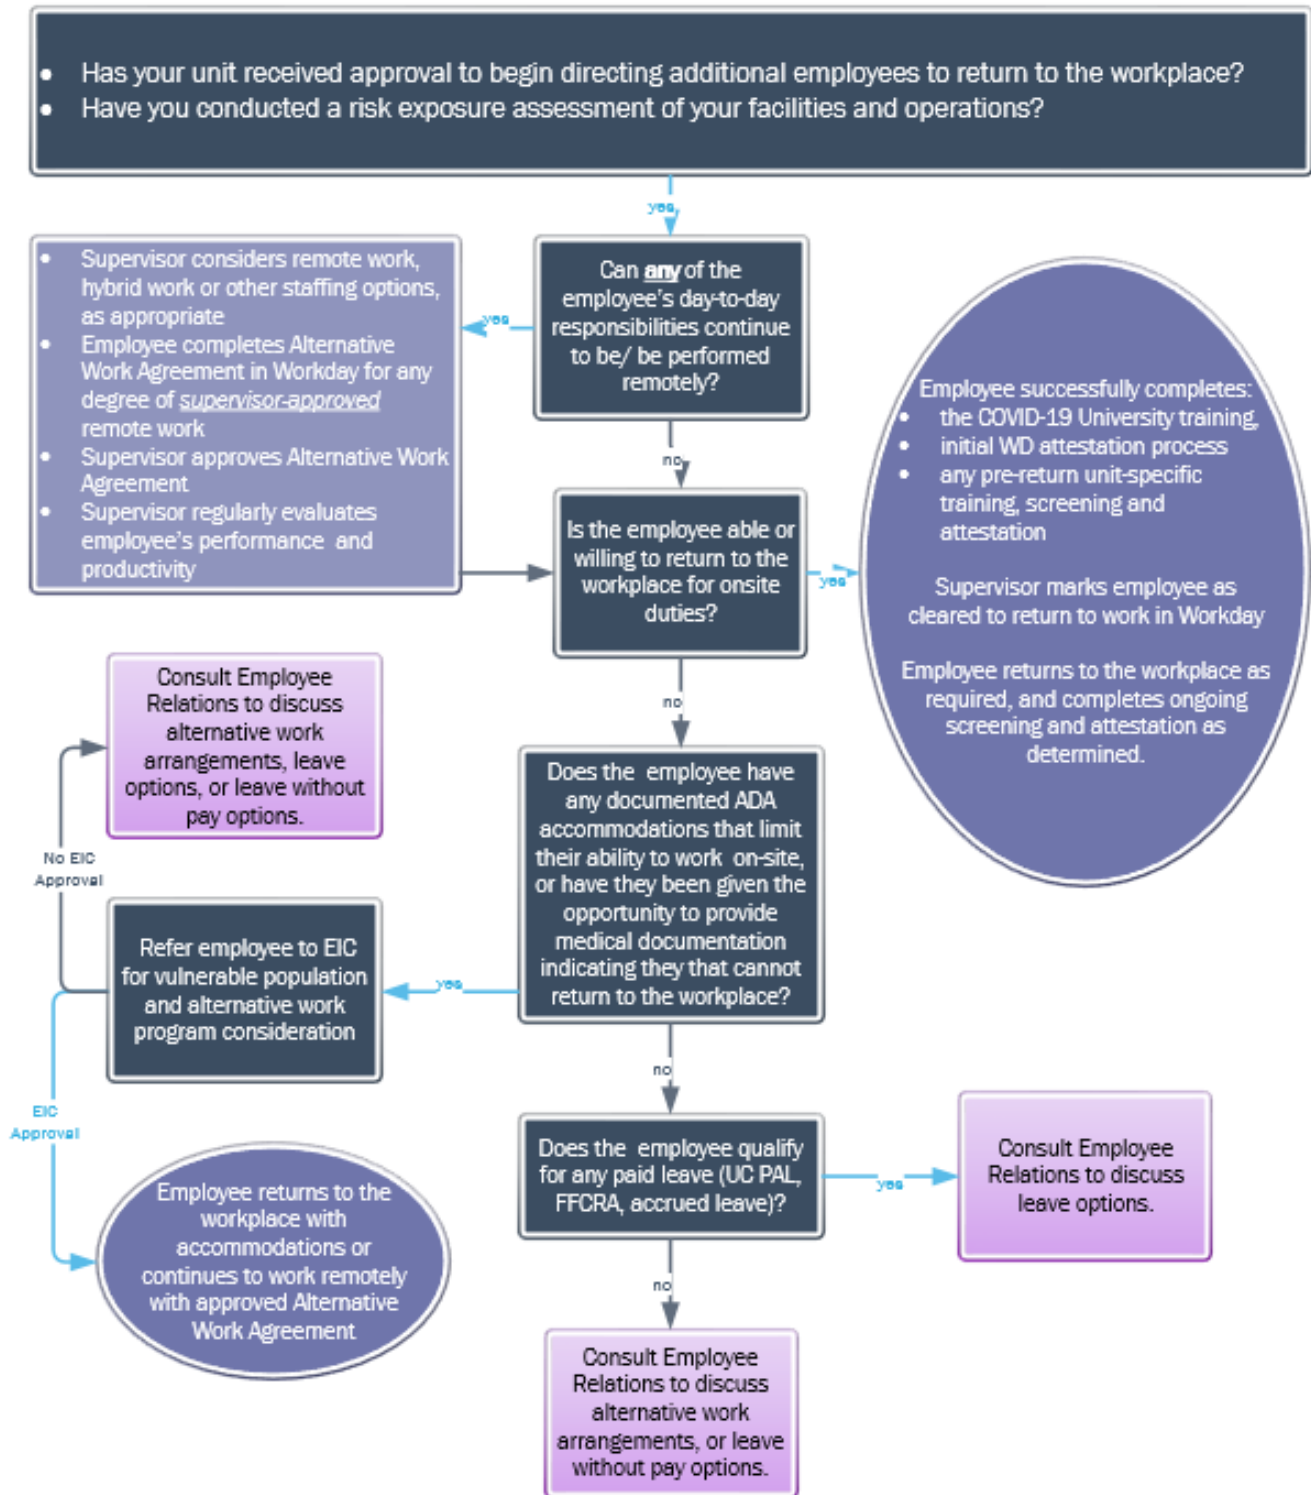 • Has your unit received approval to begin directing additional employees to return to the workplace?
• Have you conducted a risk exposure assessment of your facilities and operations?
yes
• Supervisor considers remote work,
hybrid work or other staffing options,
as appropriate
• Employee completes Alternative
Work Agreement in Workday for any
degree of supervisor-approved
remote work
• Supervisor approves Alternative Work
Agreement
• Supervisor regularly evaluates
employee's performance and
productivity
yes
Can any of the
employee's day-to-day
responsibilities continue
to be/ be performed
remotely?
no
Is the employee able or
willing to return to the
workplace for onsite
duties?
yes
Employee successfully completes:
• the COVID-19 University training,
• initial WD attestation process
• any pre-return unit-specific
training, screening and
attestation
Supervisor marks employee as
cleared to return to work in Workday
Employee returns to the workplace as
required, and completes ongoing
screening and attestation as
determined.
no
Consult Employee
Relations to discuss
alternative work
arrangements, leave
options, or leave without
pay options.
No EIC
Approval
Does the employee have
any documented ADA
accommodations that limit
their ability to work on-site,
or have they been given the
opportunity to provide
medical documentation
indicating they that cannot
return to the workplace?
yes
Refer employee to EIC
for vulnerable population
and alternative work
program consideration
EIC
Approval
Employee returns to the
workplace with
accommodations or
continues to work remotely
with approved Alternative
Work Agreement
no
Does the employee qualify
for any paid leave (UC PAL,
FFCRA, accrued leave)?
yes
Consult Employee
Relations to discuss
leave options.
no
Consult Employee
Relations to discuss
alternative work
arrangements, or leave
without pay options.